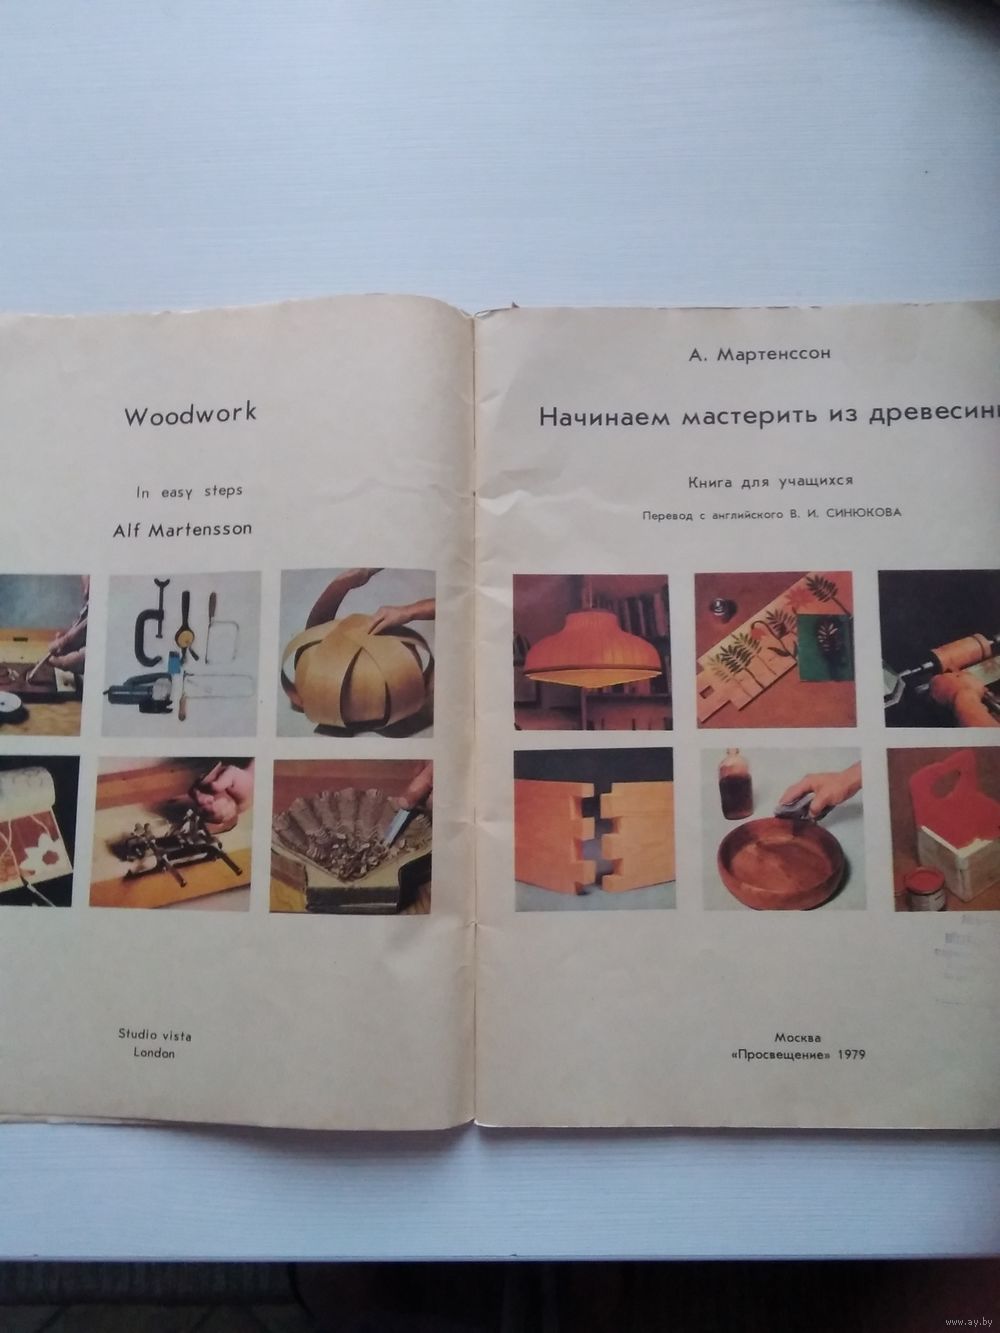 Woodwork
In easy steps
Alf Martensson
Studio vista
London
А. Мартенссон
Начинаем мастерить из древесины
Книга для учащихся
Перевод с английского В. И. СИНЮКОВА
Москва
«Просвещение» 1979
www.ay.by